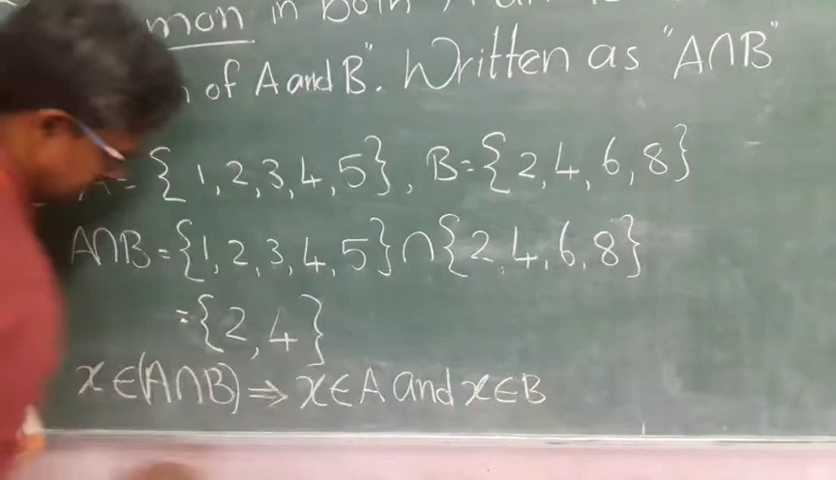 mon in both
of A and B". Written as "A∩B"
A = {1,2,3,4,5}, B = {2,4,6,8}
A∩B = {1,2,3,4,5}∩{2,4,6,8}
= {2,4}
x∈(A∩B) ⇒ x∈A and x∈B